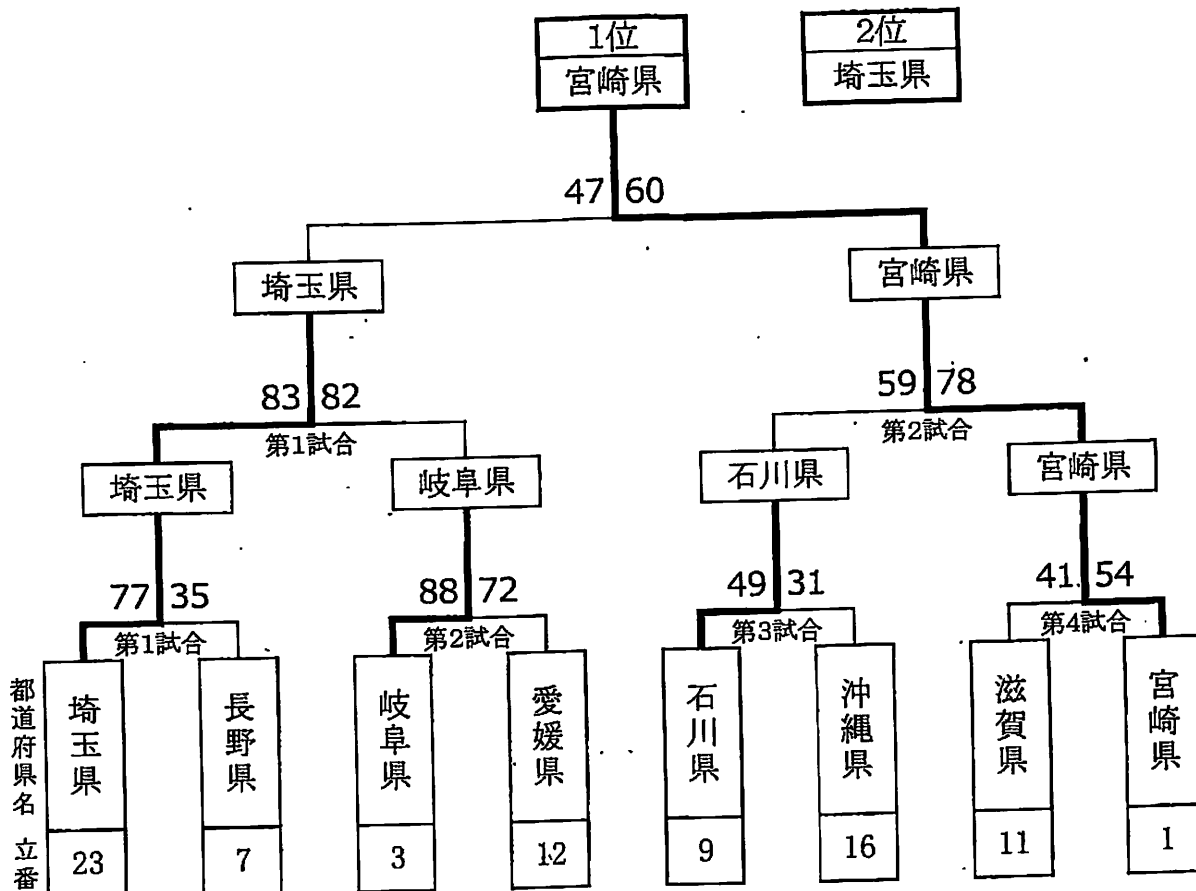 1位
宮崎県
2位
埼玉県
47 60
埼玉県
宮崎県
83 82
59 78
第1試合
第2試合
埼玉県
岐阜県
石川県
宮崎県
77 35
88 72
49 31
41 54
第1試合
第2試合
第3試合
第4試合
都道府県名
埼玉県
長野県
岐阜県
愛媛県
石川県
沖縄県
滋賀県
宮崎県
立番
23
7
3
12
9
16
11
1